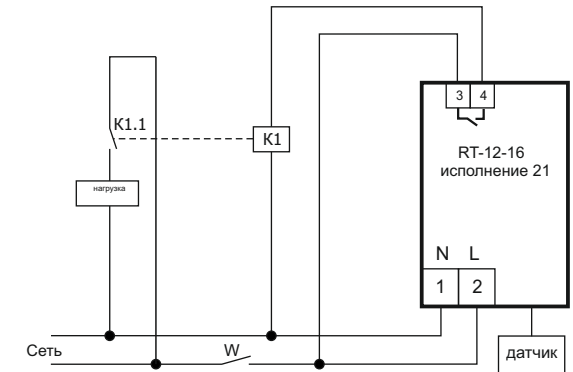 3 4
K1.1
K1
RT-12-16
исполнение 21
нагрузка
N L
1 2
Сеть
W
датчик